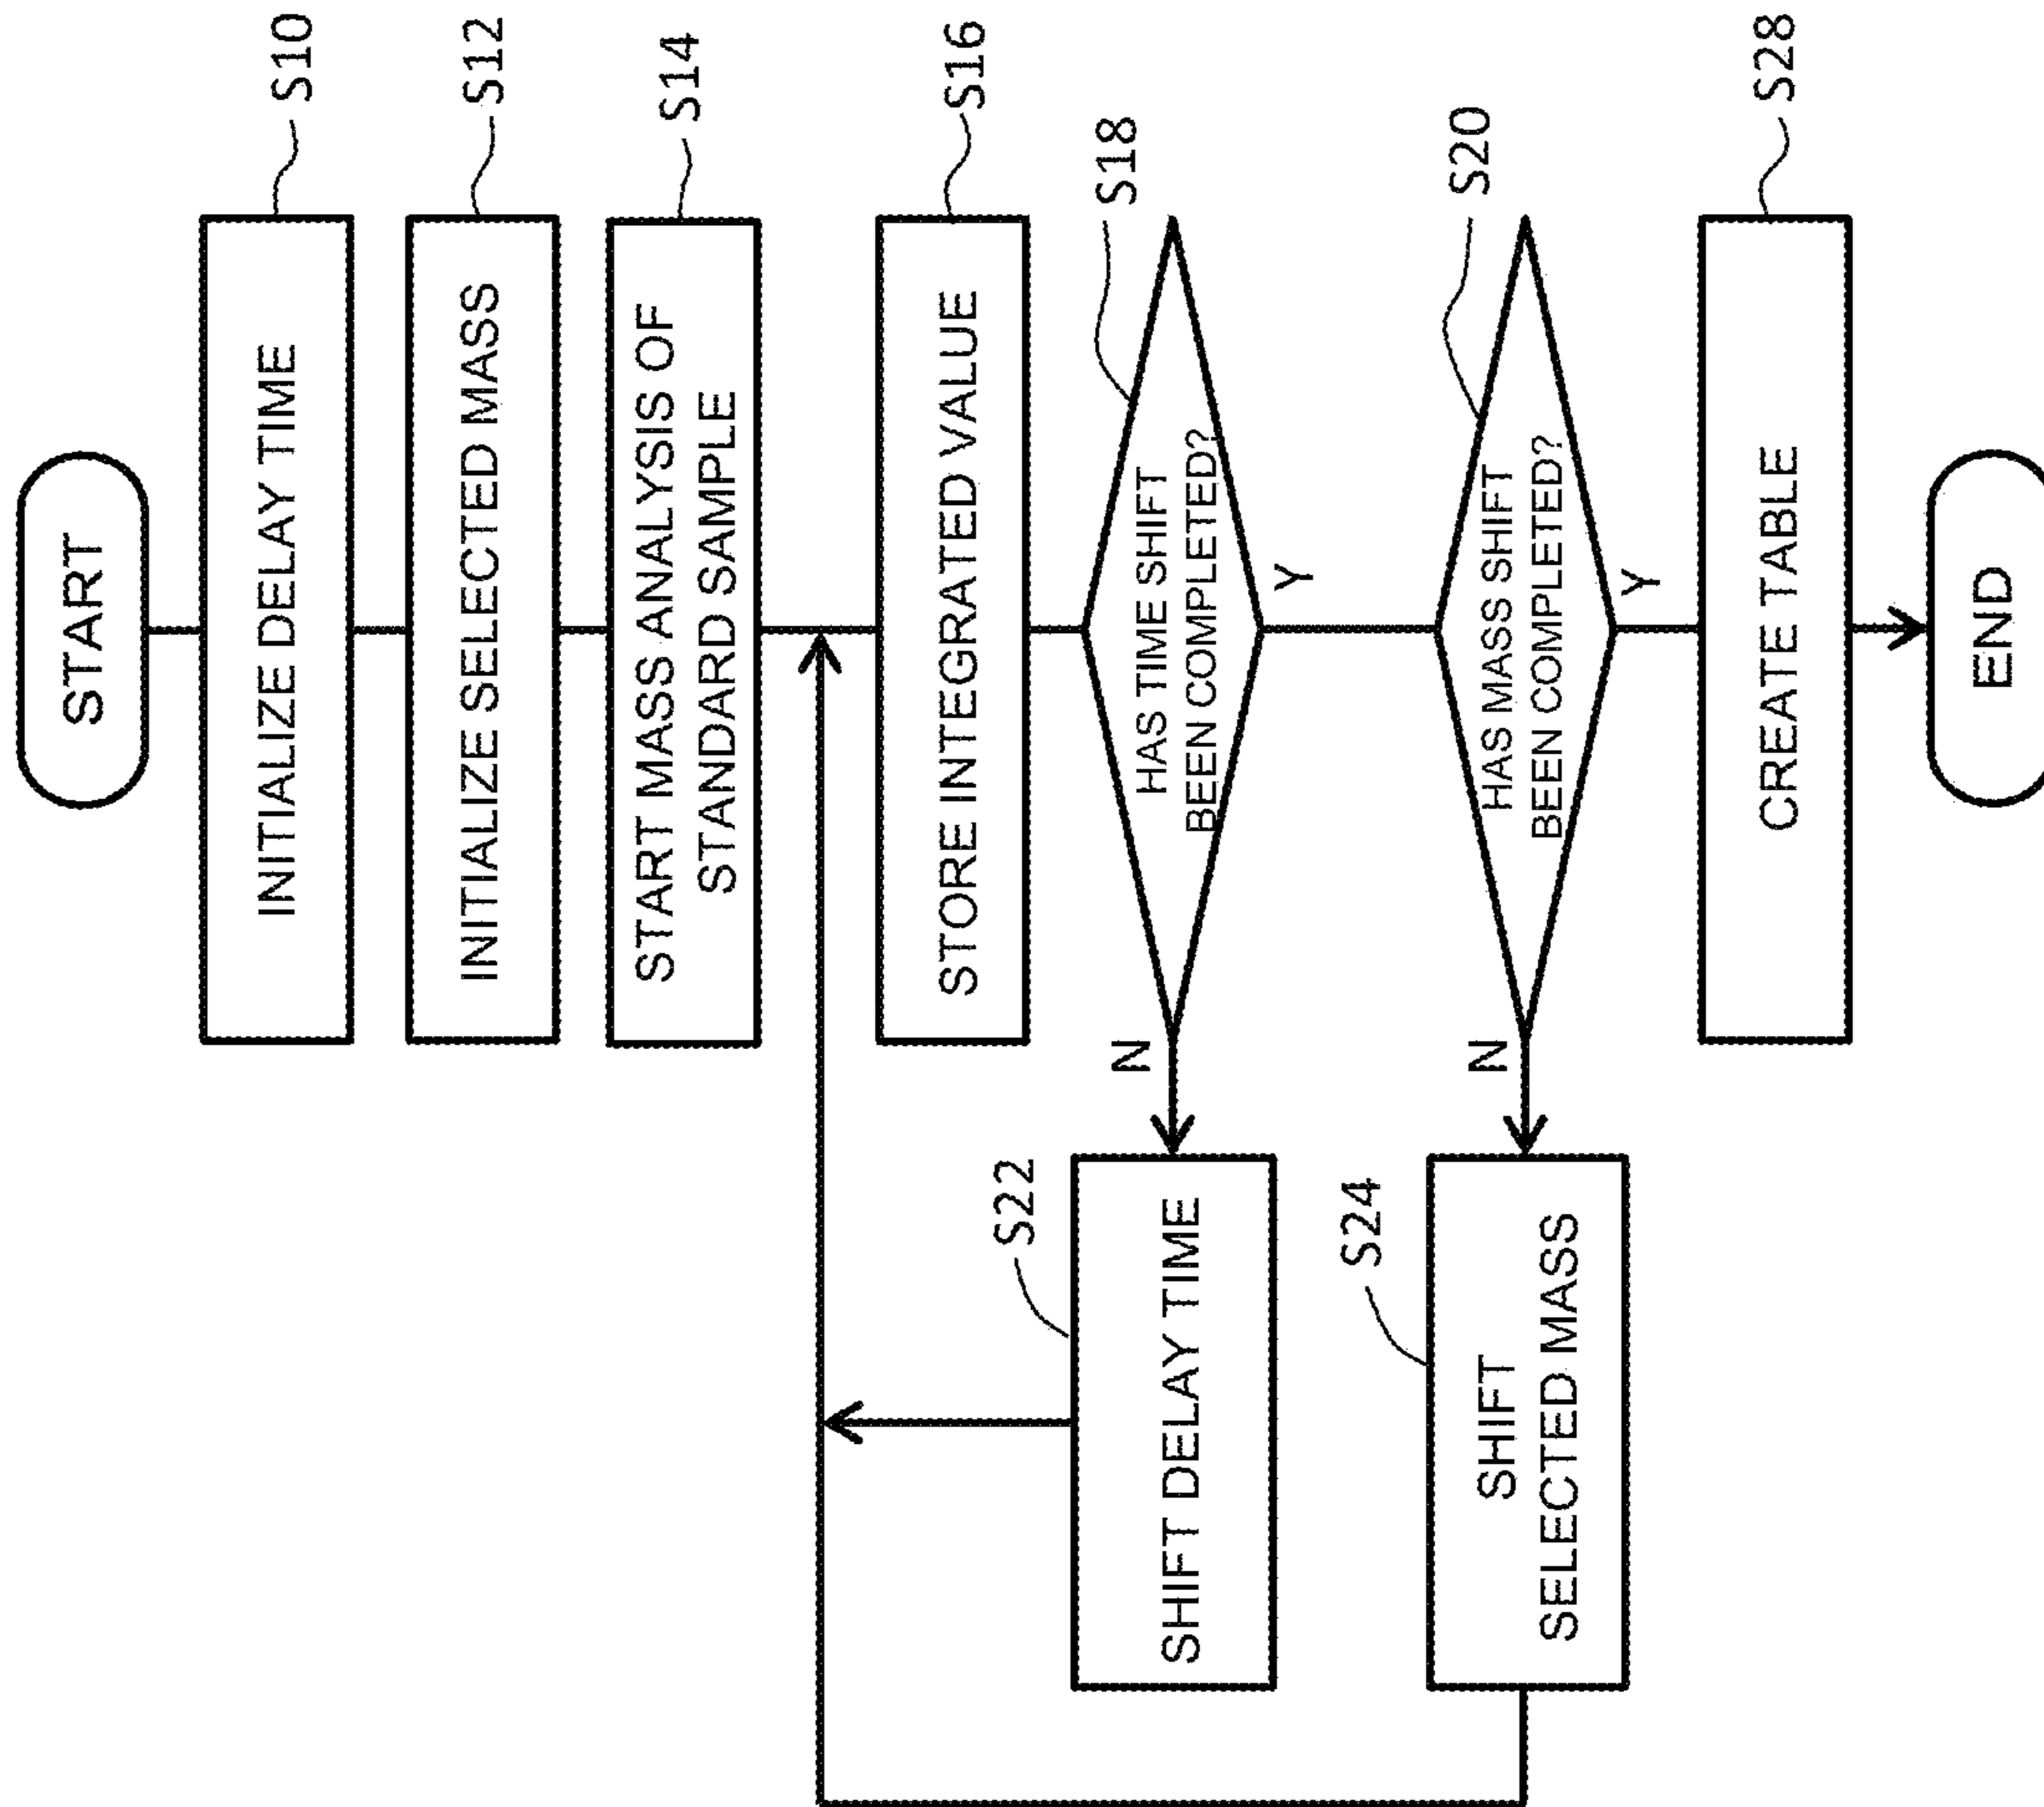 START
INITIALIZE DELAY TIME
S10
INITIALIZE SELECTED MASS
S12
START MASS ANALYSIS OF
STANDARD SAMPLE
S14
STORE INTEGRATED VALUE
S16
HAS TIME SHIFT
BEEN COMPLETED?
S18
N
Y
SHIFT DELAY TIME
S22
HAS MASS SHIFT
BEEN COMPLETED?
S20
N
Y
SHIFT
SELECTED MASS
S24
CREATE TABLE
S28
END